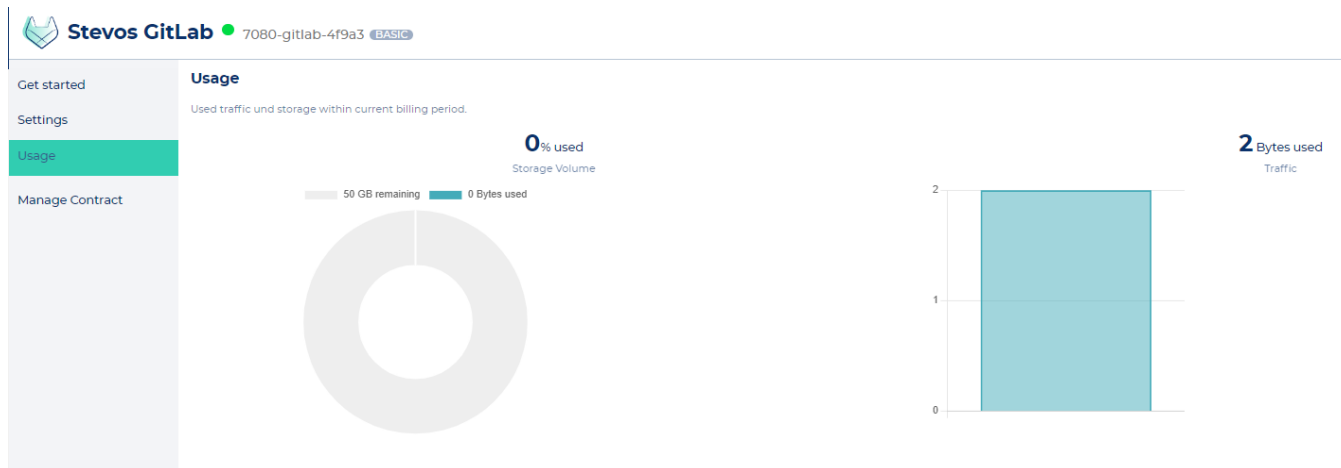 Stevos GitLab 7080-gitlab-4f9a3 BASIC
Get started
Settings
Usage
Manage Contract
Usage
Used traffic und storage within current billing period.
0% used
Storage Volume
50 GB remaining 0 Bytes used
2 Bytes used
Traffic
2
1
0